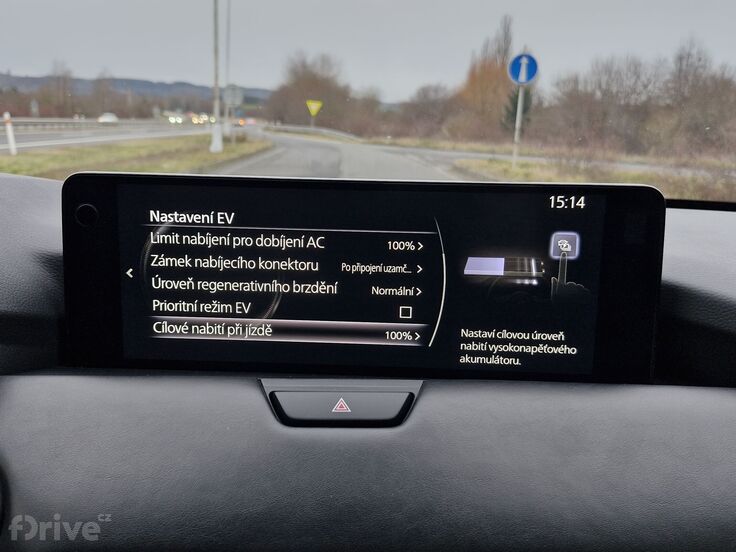 15:14
Nastavení EV
Limit nabíjení pro dobíjení AC 100%
Zámek nabíjecího konektoru Po připojení uzamč...
Úroveň regenerativního brzdění Normální
Prioritní režim EV
Cílové nabití při jízdě 100%
Nastaví cílovou úroveň
nabití vysokonapěťového
akumulátoru.
fDrive.cz